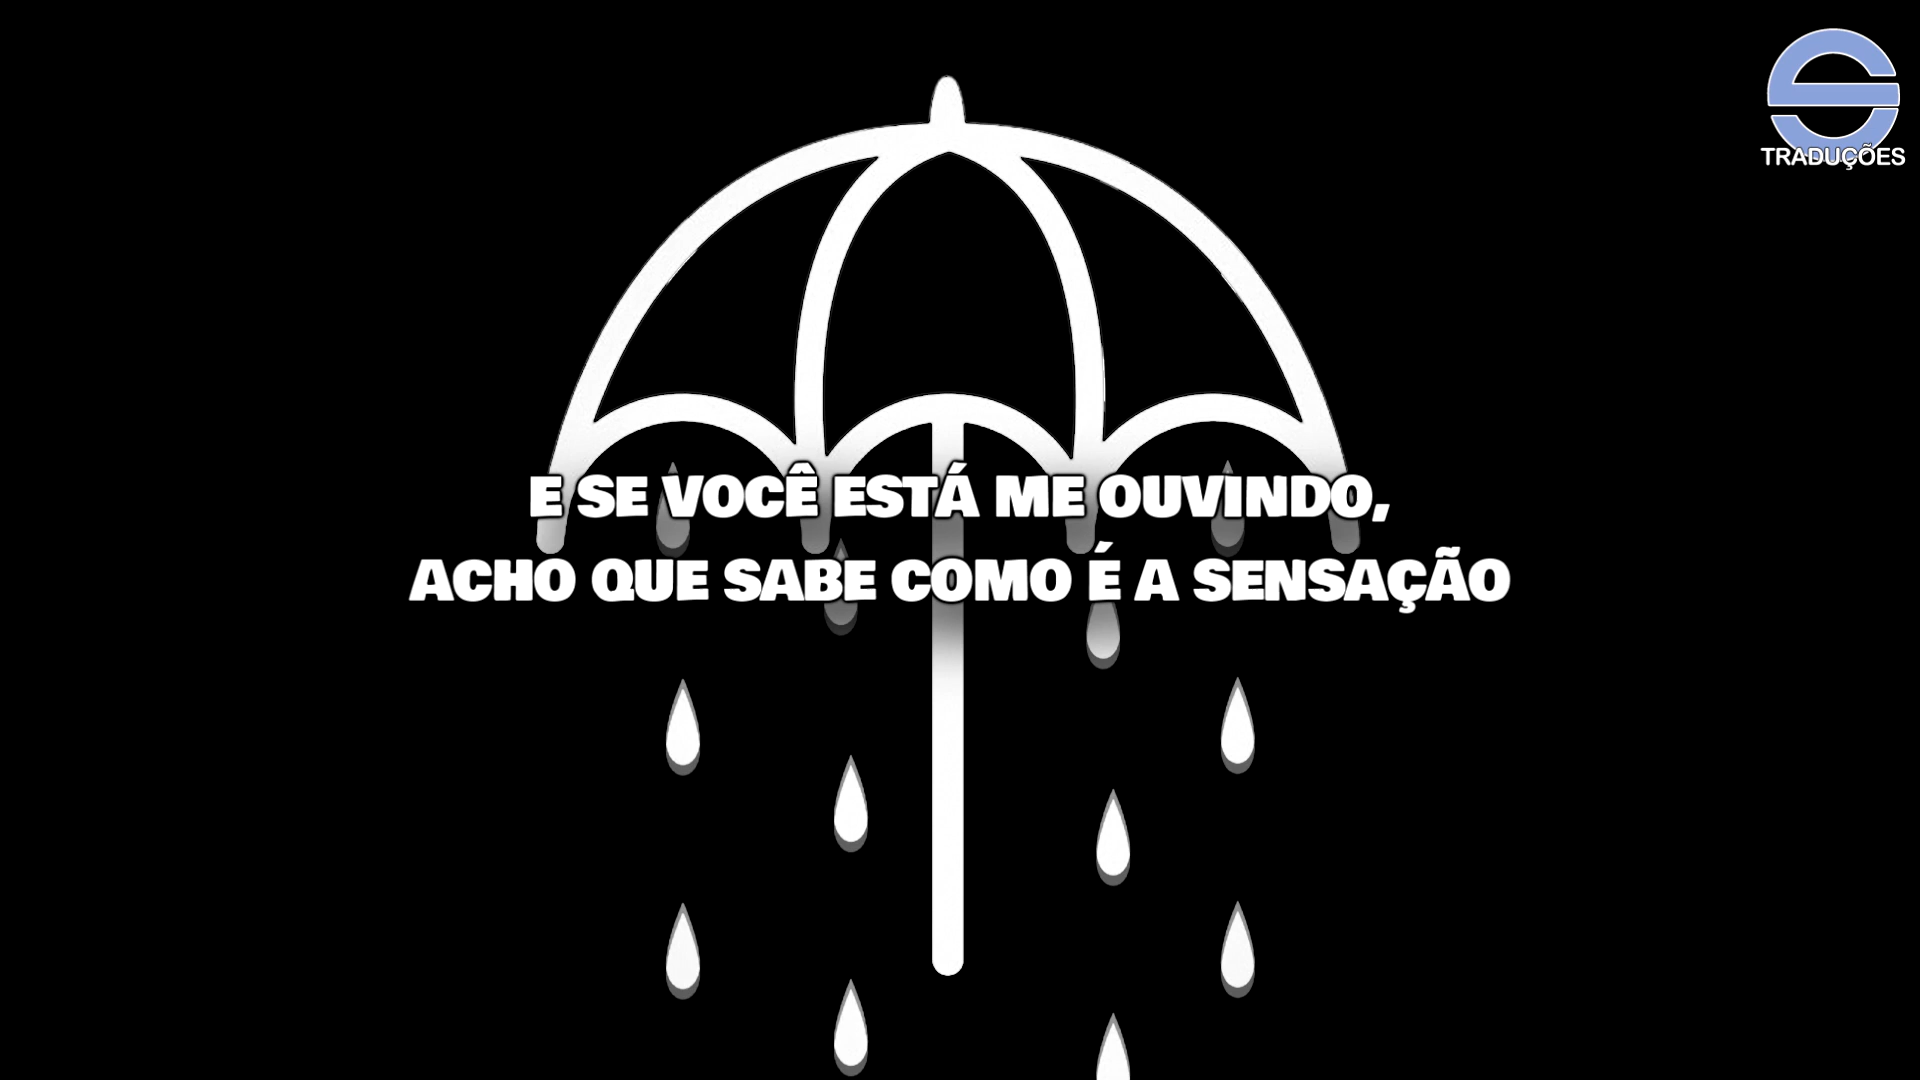 TRADUÇÕES
E SE VOCÊ ESTÁ ME OUVINDO,
ACHO QUE SABE COMO É A SENSAÇÃO